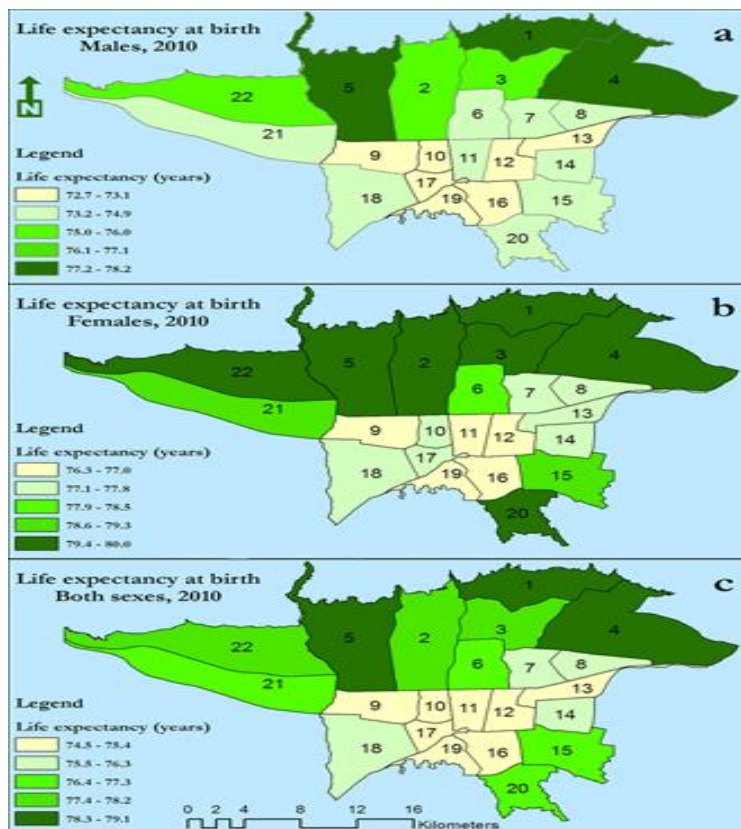 Life expectancy at birth
Males, 2010
a
1
2
3
4
5
22
N
21
6
7
8
13
Legend
9
10
11
12
14
Life expectancy (years)
17
72.7 - 73.1
18
19
16
15
73.2 - 74.9
75.0 - 76.0
20
76.1 - 77.1
77.2 - 78.2
Life expectancy at birth
Females, 2010
b
1
2
3
4
5
22
6
7
8
21
13
Legend
9
10
11
12
14
Life expectancy (years)
17
76.3 - 77.0
18
19
16
15
77.1 - 77.8
77.9 - 78.5
20
78.6 - 79.3
79.4 - 80.0
Life expectancy at birth
Both sexes, 2010
c
1
2
3
4
5
22
6
7
8
21
13
Legend
9
10
11
12
14
Life expectancy (years)
17
74.5 - 75.4
18
19
16
15
75.5 - 76.3
76.4 - 77.3
20
77.4 - 78.2
78.3 - 79.1
0 2 4 8 12 16
Kilometers